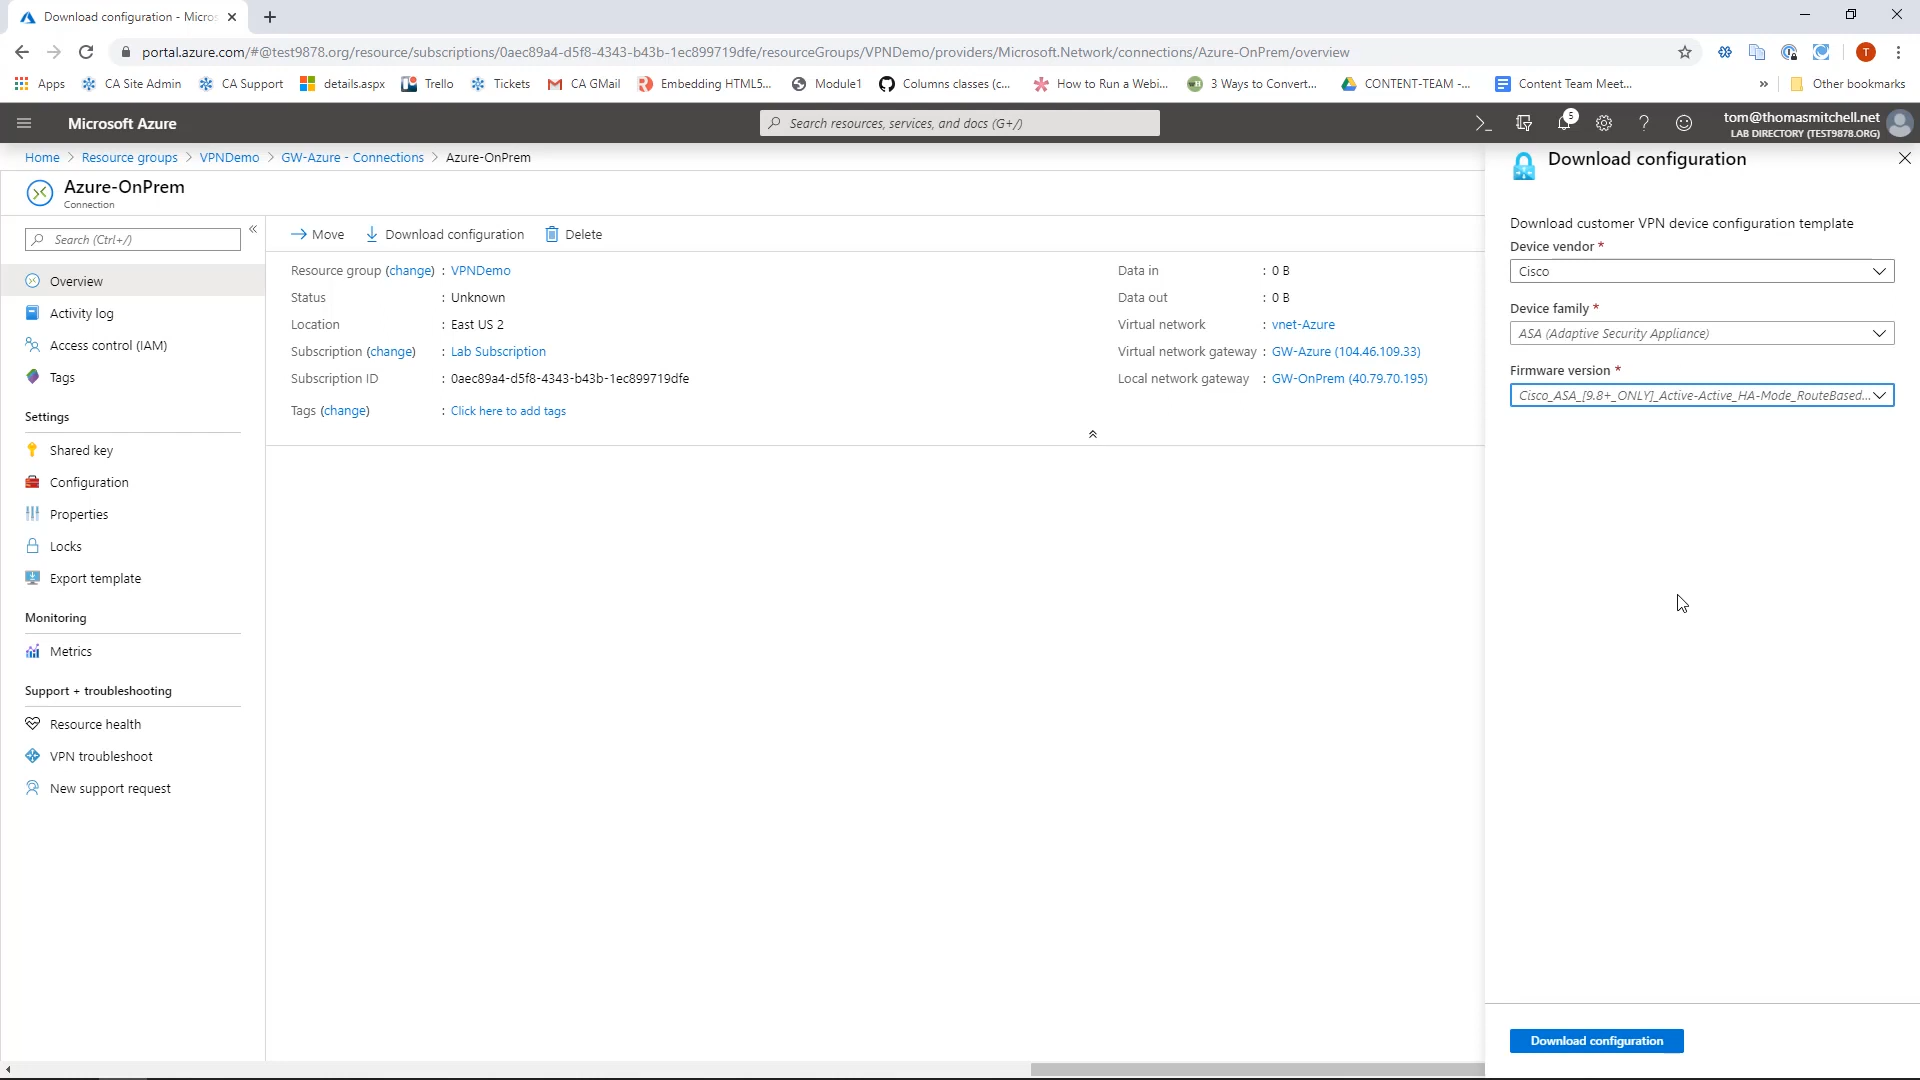 Download configuration - Micros
portal.azure.com/#@test9878.org/resource/subscriptions/0aec89a4-d5f8-4343-b43b-1ec899719dfe/resourceGroups/VPNDemo/providers/Microsoft.Network/connections/Azure-OnPrem/overview
T
Apps CA Site Admin CA Support details.aspx Trello Tickets CA GMail Embedding HTML5... Module1 Columns classes (c... How to Run a Webi... 3 Ways to Convert... CONTENT-TEAM -... Content Team Meet... » Other bookmarks
Microsoft Azure
Search resources, services, and docs (G+/)
5
tom@thomasmitchell.net
LAB DIRECTORY (TEST9878.ORG)
Home > Resource groups > VPNDemo > GW-Azure - Connections > Azure-OnPrem
Azure-OnPrem
Connection
Search (Ctrl+/)
Overview
Activity log
Access control (IAM)
Tags
Settings
Shared key
Configuration
Properties
Locks
Export template
Monitoring
Metrics
Support + troubleshooting
Resource health
VPN troubleshoot
New support request
Move Download configuration Delete
Resource group (change) : VPNDemo
Status : Unknown
Location : East US 2
Subscription (change) : Lab Subscription
Subscription ID : 0aec89a4-d5f8-4343-b43b-1ec899719dfe
Tags (change) : Click here to add tags
Data in : 0 B
Data out : 0 B
Virtual network : vnet-Azure
Virtual network gateway : GW-Azure (104.46.109.33)
Local network gateway : GW-OnPrem (40.79.70.195)
Download configuration
Download customer VPN device configuration template
Device vendor *
Cisco
Device family *
ASA (Adaptive Security Appliance)
Firmware version *
Cisco_ASA_[9.8+_ONLY]_Active-Active_HA-Mode_RouteBased...
Download configuration